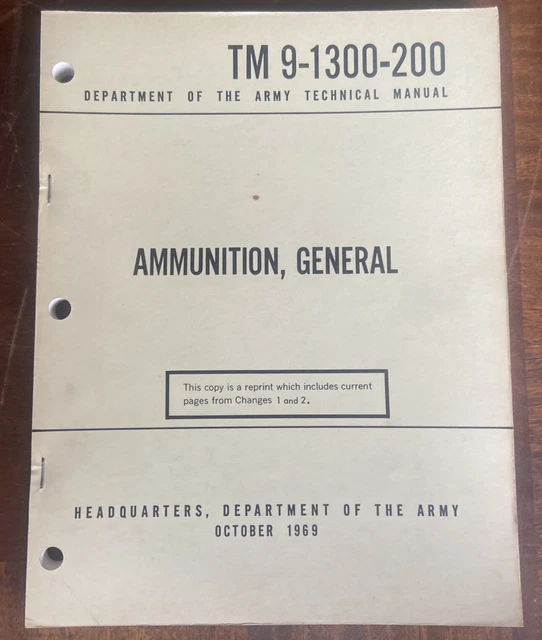 TM 9-1300-200
DEPARTMENT OF THE ARMY TECHNICAL MANUAL
AMMUNITION, GENERAL
This copy is a reprint which includes current
pages from Changes 1 and 2.
HEADQUARTERS, DEPARTMENT OF THE ARMY
OCTOBER 1969